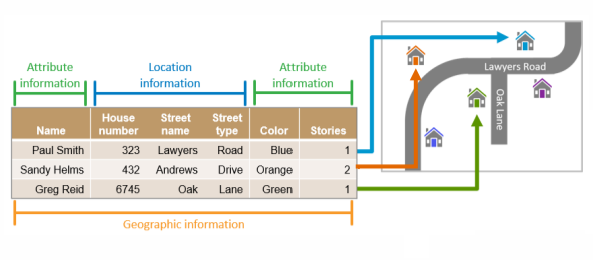 Attribute information
Location information
Attribute information
Name House number Street name Street type Color Stories
Paul Smith 323 Lawyers Road Blue 1
Sandy Helms 432 Andrews Drive Orange 2
Greg Reid 6745 Oak Lane Green 1
Geographic information
Lawyers Road
Oak Lane